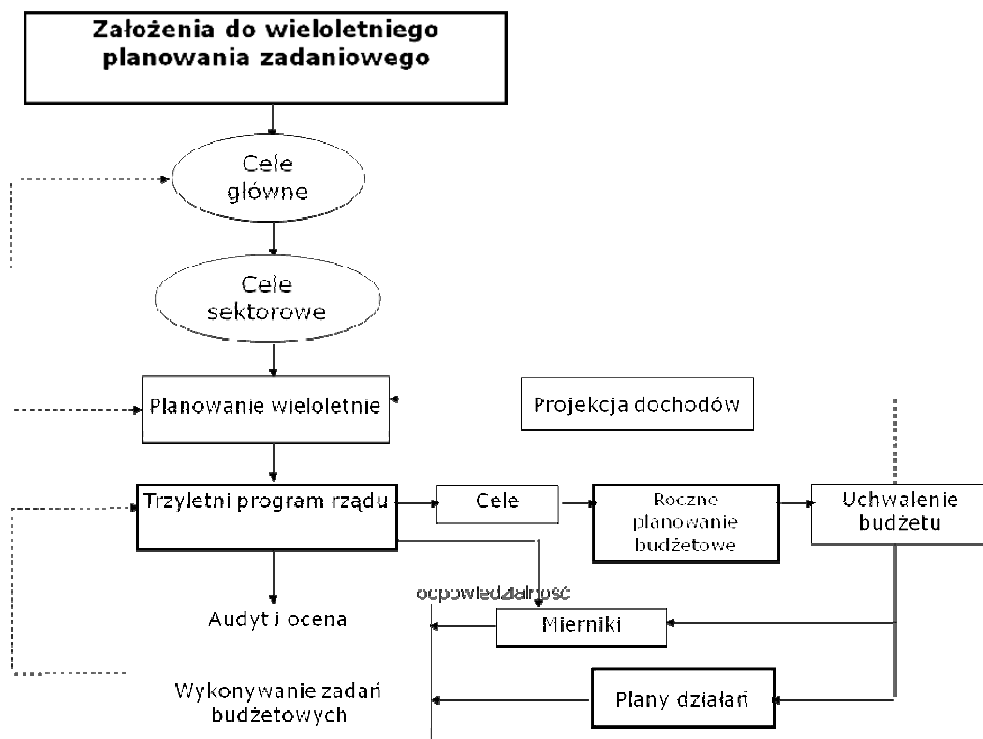 Założenia do wieloletniego
planowania zadaniowego
Cele
główne
Cele
sektorowe
Planowanie wieloletnie
Projekcja dochodów
Trzyletni program rządu
Cele
Roczne
planowanie
budżetowe
Uchwalenie
budżetu
odpowiedzialność
Audyt i ocena
Mierniki
Wykonywanie zadań
budżetowych
Plany działań